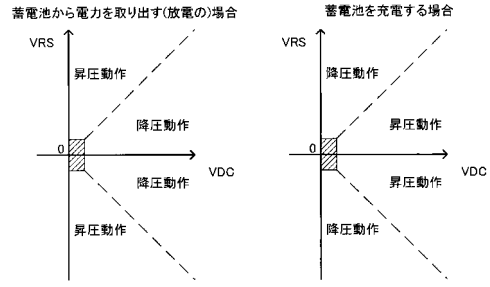 蓄電池から電力を取り出す(放電の)場合
VRS
昇圧動作
降圧動作
0
VDC
降圧動作
昇圧動作
蓄電池を充電する場合
VRS
降圧動作
昇圧動作
0
VDC
昇圧動作
降圧動作